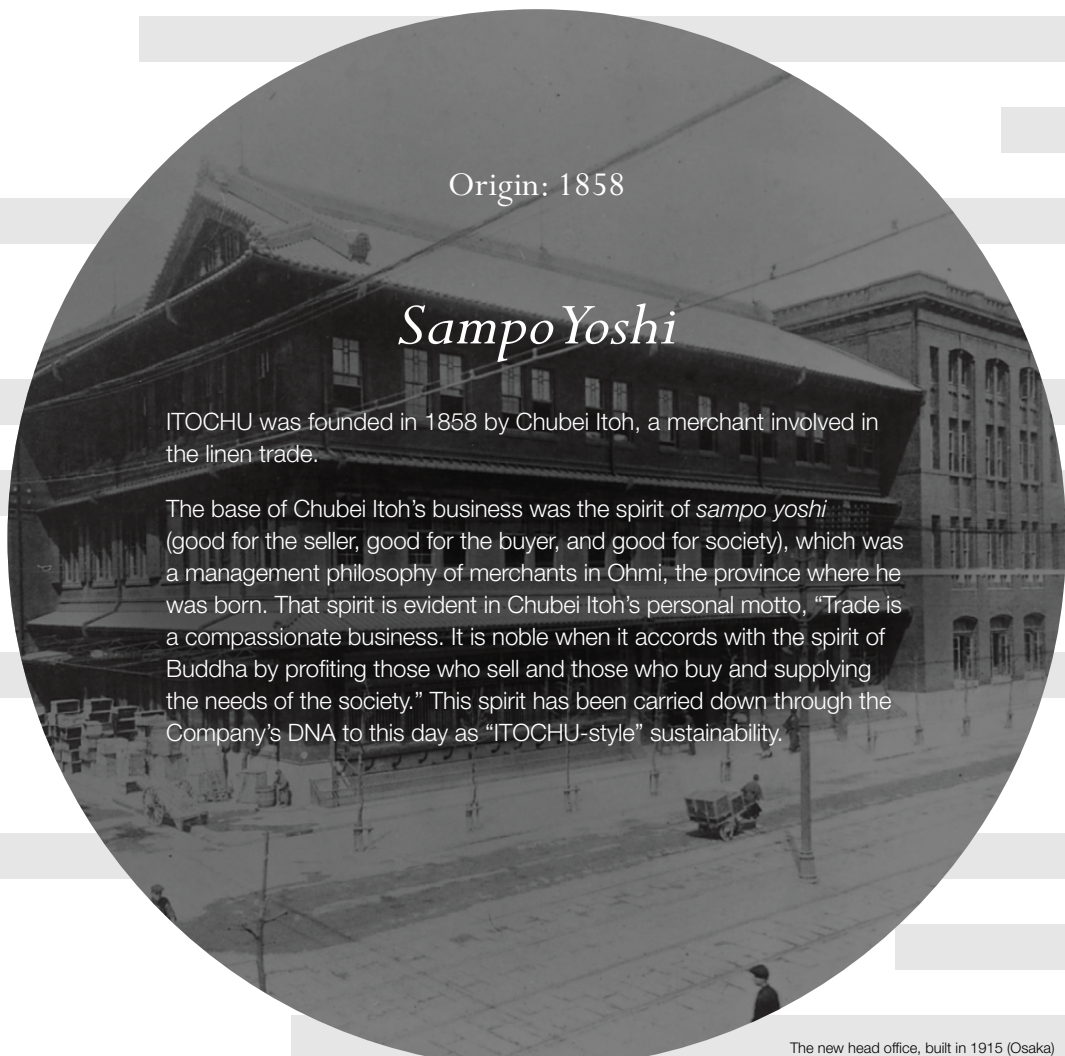 Origin: 1858
Sampo Yoshi
ITOCHU was founded in 1858 by Chubei Itoh, a merchant involved in
the linen trade.
The base of Chubei Itoh’s business was the spirit of sampo yoshi
(good for the seller, good for the buyer, and good for society), which was
a management philosophy of merchants in Ohmi, the province where he
was born. That spirit is evident in Chubei Itoh’s personal motto, “Trade is
a compassionate business. It is noble when it accords with the spirit of
Buddha by profiting those who sell and those who buy and supplying
the needs of the society.” This spirit has been carried down through the
Company’s DNA to this day as “ITOCHU-style” sustainability.
The new head office, built in 1915 (Osaka)